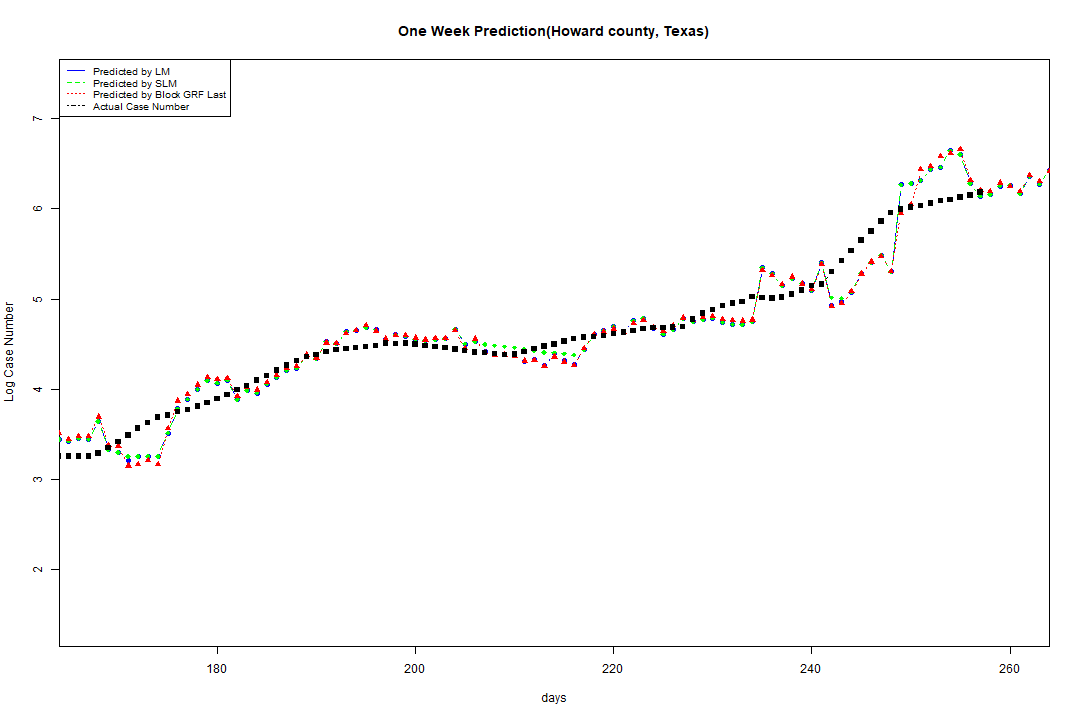 One Week Prediction(Howard county, Texas)
Predicted by LM
Predicted by SLM
Predicted by Block GRF Last
Actual Case Number
Log Case Number
7
6
5
4
3
2
180 200 220 240 260
days